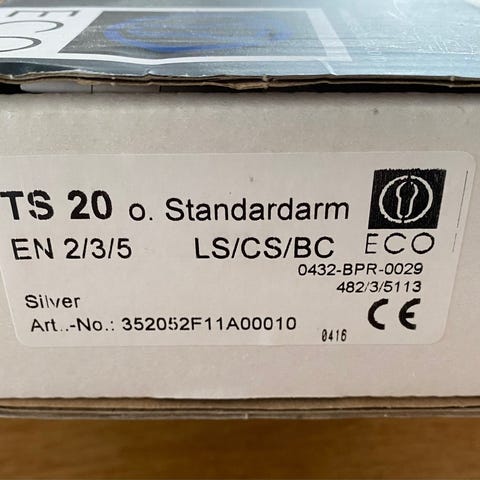 ECO
TS 20 o. Standardarm
EN 2/3/5 LS/CS/BC ECO
0432-BPR-0029
482/3/5113
Silver
Art..-No.: 352052F11A00010 0416 CE